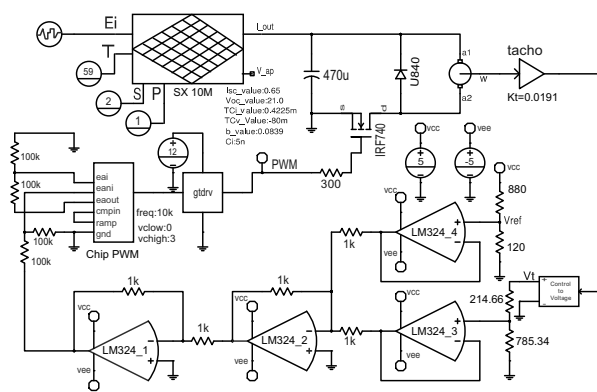 Ei
I_out
T
59
V_ap
S
P
SX 10M
2
1
Isc_value:0.65
Voc_value:21.0
TCi_value:0.4225m
TCv_Value:-80m
b_value:0.0839
Ci:5n
470u
U840
a1
a2
w
tacho
Kt=0.0191
s
d
IRF740
300
PWM
12
gtdrv
100k
100k
100k
100k
eai
eani
eaout
cmpin
ramp
gnd
Chip PWM
freq:10k
vclow:0
vchigh:3
vcc
5
vee
-5
vcc
880
Vref
120
vcc
LM324_4
vee
1k
1k
1k
1k
1k
1k
vcc
LM324_1
vee
vcc
LM324_2
vee
vcc
LM324_3
vee
Vt
214.66
785.34
Control
to
Voltage